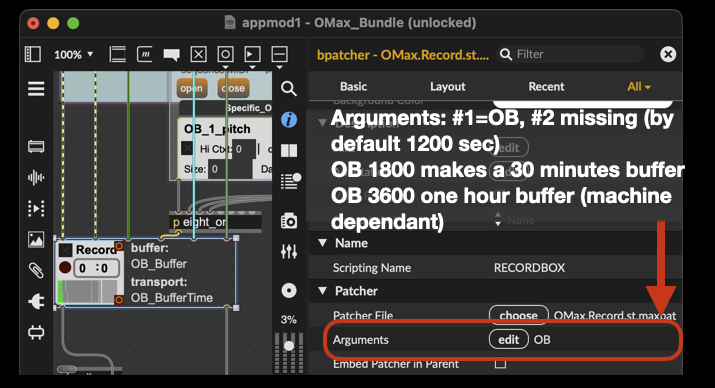 appmod1 - OMax_Bundle (unlocked)
100%
bpatcher - OMax.Record.st....
Filter
Basic
Layout
Recent
All
open
close
Specific_O
OB_1_pitch
Hi Cbt: 0
Size: 0
Da
p eight_or
Record
0 :0
buffer:
OB_Buffer
transport:
OB_BufferTime
3%
Background Color
Arguments: #1=OB, #2 missing (by
default 1200 sec)
OB 1800 makes a 30 minutes buffer
OB 3600 one hour buffer (machine
dependant)
edit
None
Name
Scripting Name
RECORDBOX
Patcher
Patcher File
choose
OMax.Record.st.maxpat
Arguments
edit
OB
Embed Patcher in Parent